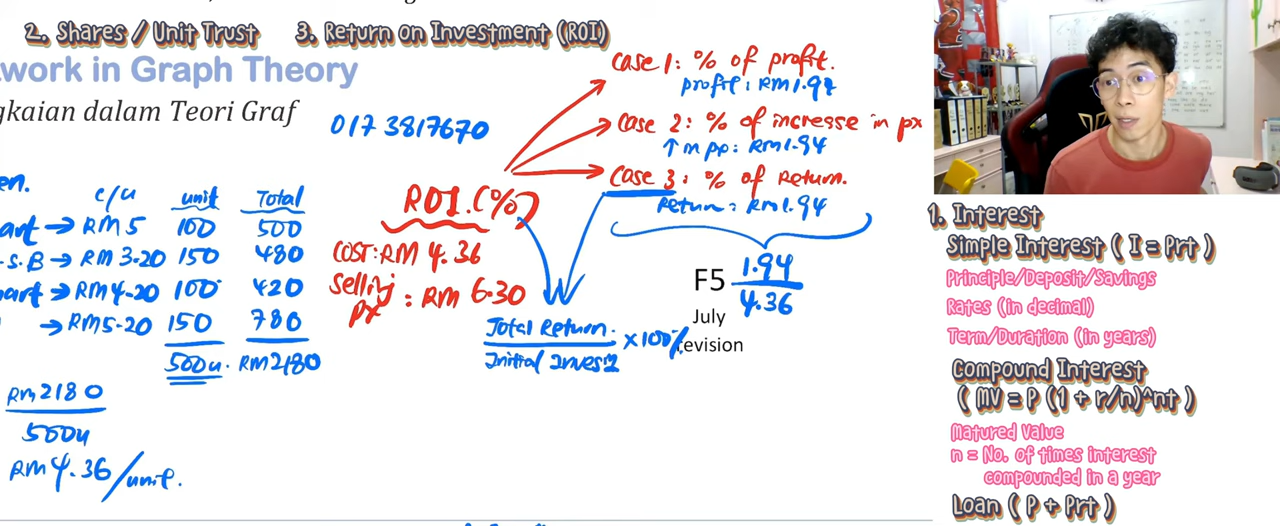 2. Shares / Unit Trust 3. Return on Investment (ROI)
work in Graph Theory
gkaian dalam Teori Graf
017 3817670
Case 1: % of profit.
profit: RM1.94
Case 2: % of increase in px
↑ in pp: RM1.94
Case 3: % of Return.
Return: RM1.94
ROI.(%)
COST: RM 4.36
Selling px : RM 6.30
Total Return.
Initial Invest
×100%
F5 1.94
4.36
July
revision
en.
c/u unit Total
art → RM 5 100 500
.S.B → RM 3.20 150 480
mart → RM4.20 100 420
→ RM5.20 150 780
500u. RM2180
RM2180
500u
RM4.36/unit.
1. Interest
Simple Interest ( I = Prt )
Principle/Deposit/Savings
Rates (in decimal)
Term/Duration (in years)
Compound Interest
( MV = P (1 + r/n)^nt )
Matured Value
n = No. of times interest
compounded in a year
Loan ( P + Prt )